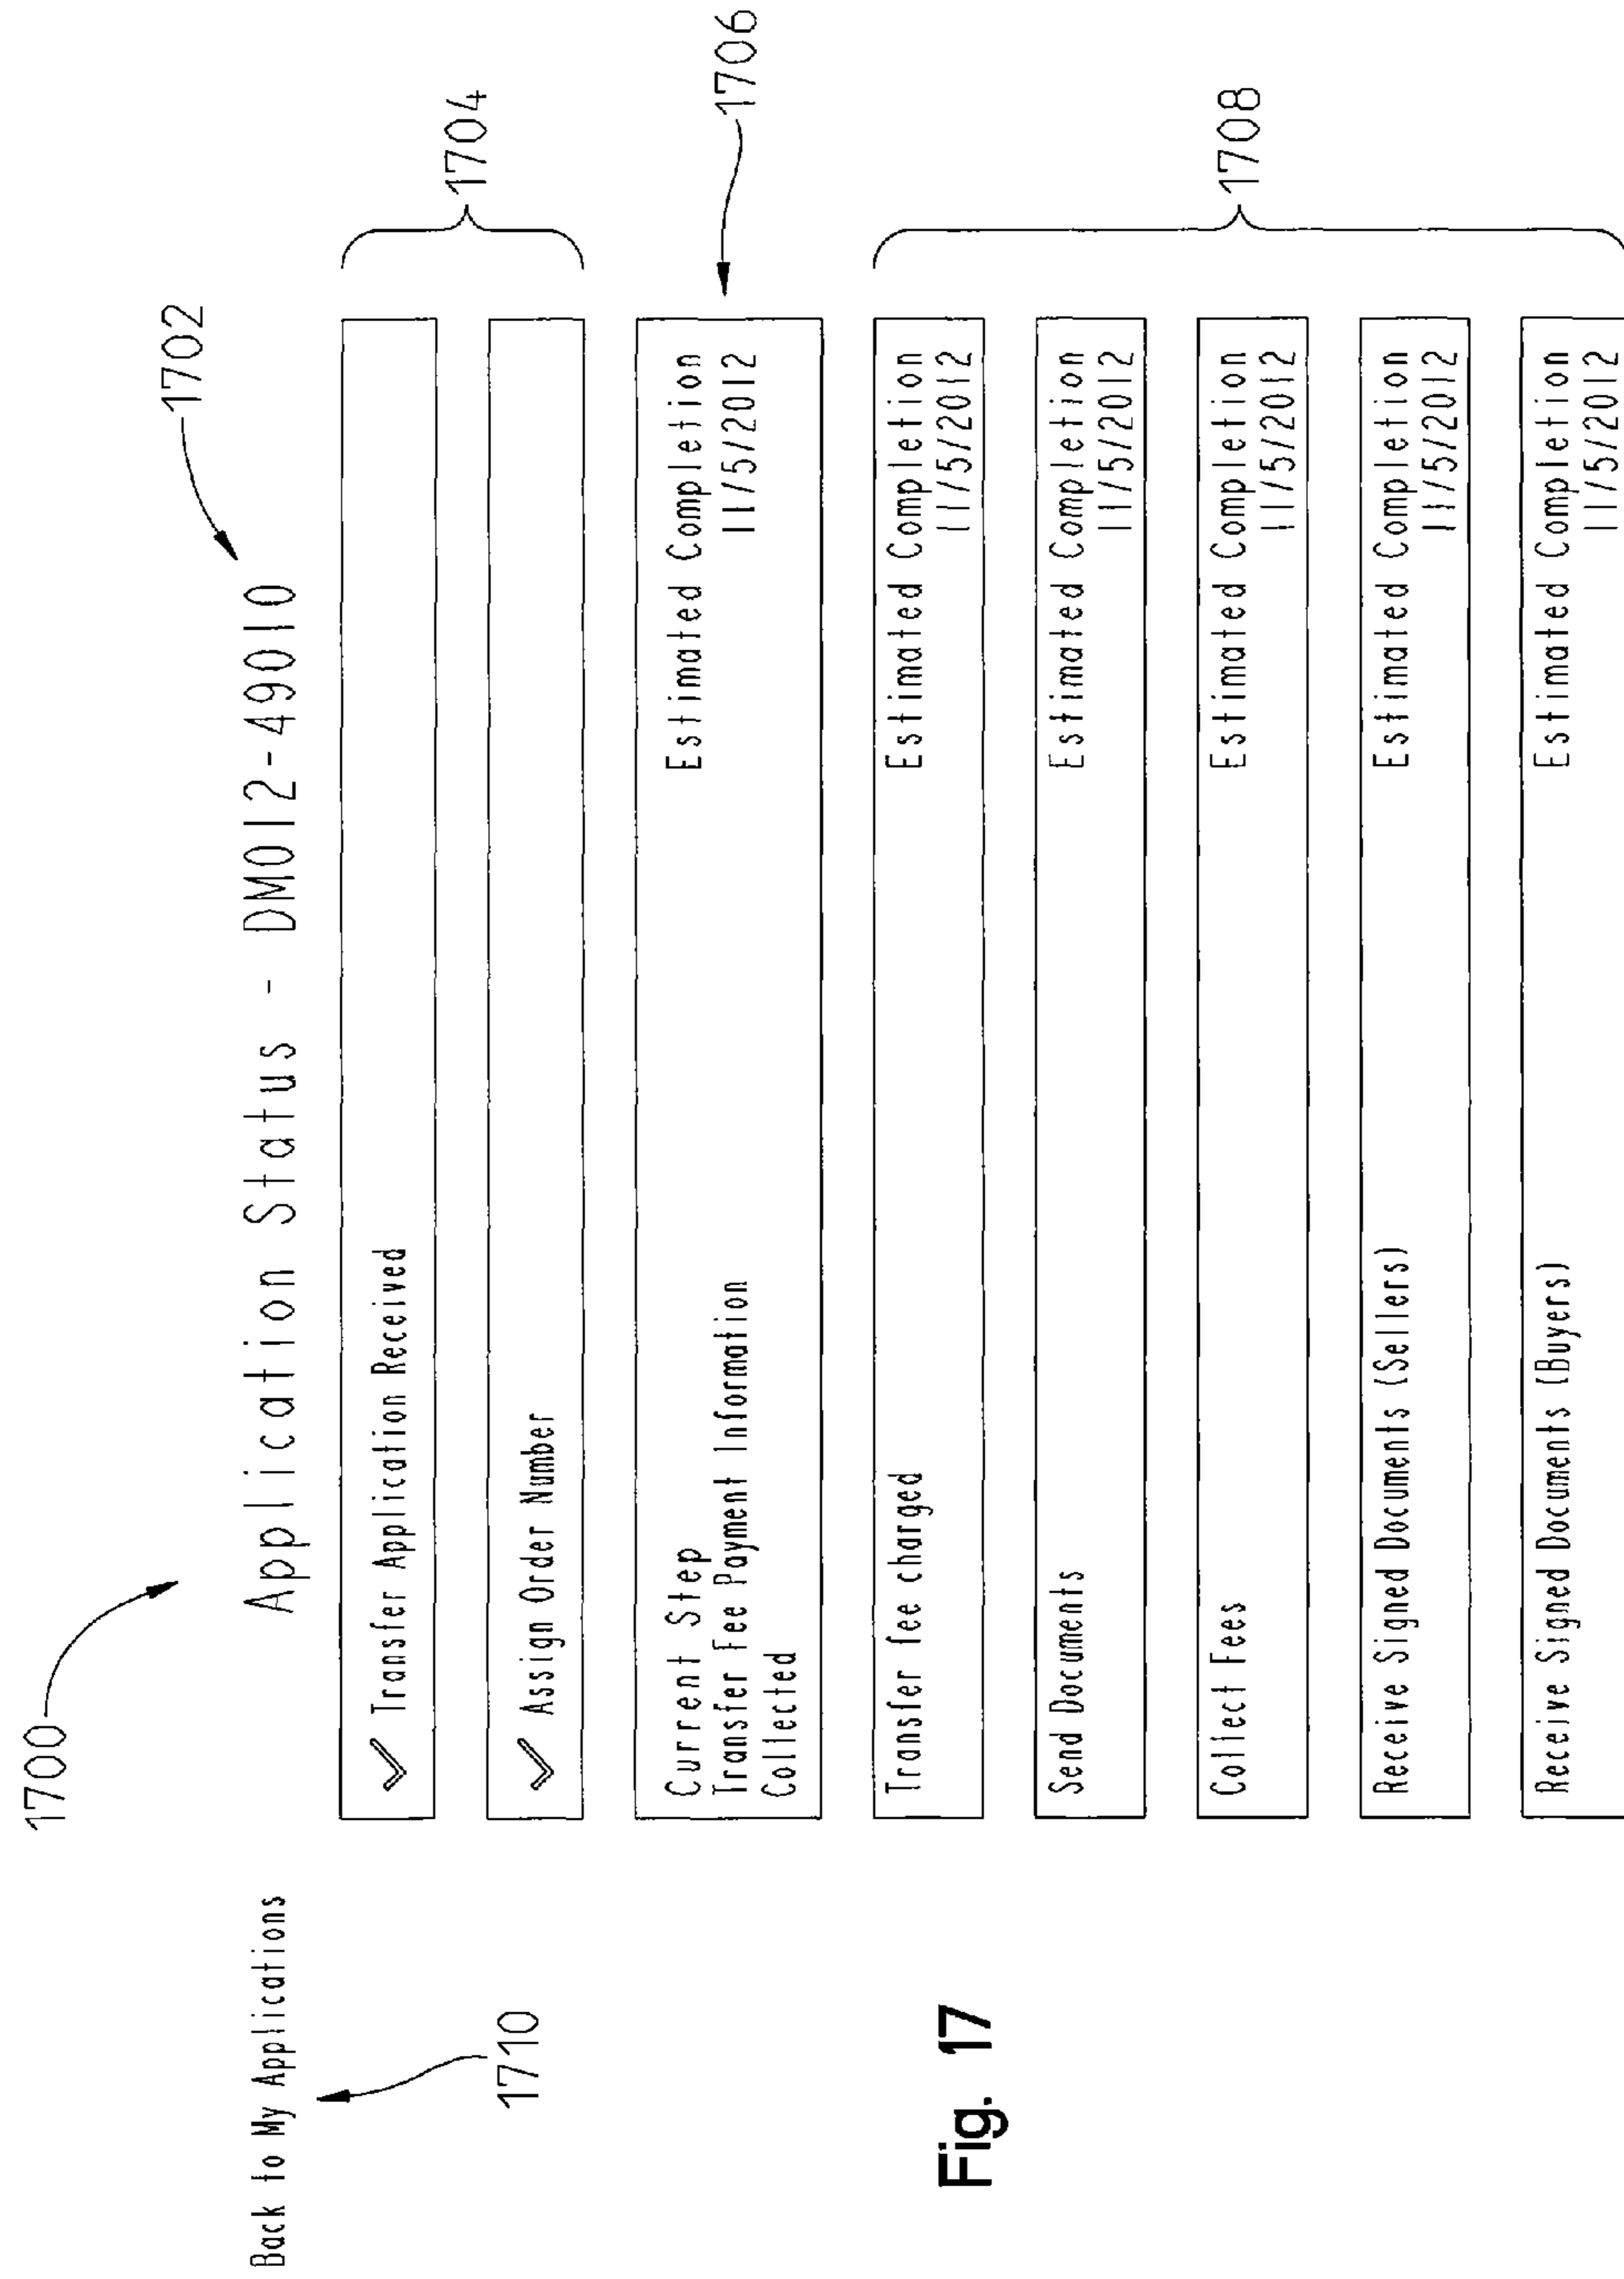 1700
1702
Back to My Applications
1710
Application Status - DM012-49010
✓ Transfer Application Received
✓ Assign Order Number
1704
Current Step
Transfer Fee Payment Information
Collected
Estimated Completion
11/5/2012
1706
Transfer fee charged
Estimated Completion
11/5/2012
Send Documents
Estimated Completion
11/5/2012
Collect Fees
Estimated Completion
11/5/2012
Receive Signed Documents (Sellers)
Estimated Completion
11/5/2012
Receive Signed Documents (Buyers)
Estimated Completion
11/5/2012
1708
Fig. 17